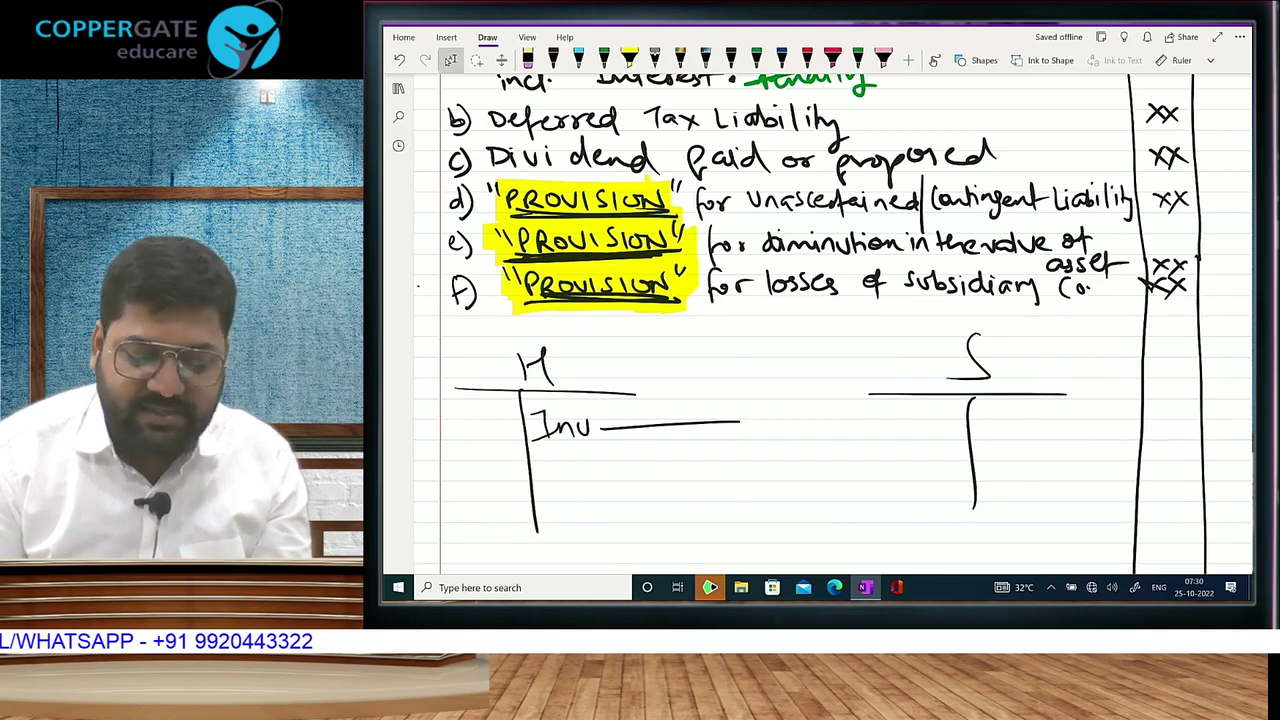 COPPERGATE
educare
Home Insert Draw View Help
Saved offline
Share
Shapes
Ink to Shape
Ink to Text
Ruler
incl. Interest. Penalty
b) Deferred Tax Liability XX
c) Dividend paid or proposed XX
d) "PROVISION" for unascertained/Contingent Liability XX
e) "PROVISION" for diminution in the value of
asset XX
f) "PROVISION" for losses of subsidiary Co. XX
H
S
Inv
Type here to search
32°C
ENG
07:30
25-10-2022
L/WHATSAPP - +91 9920443322